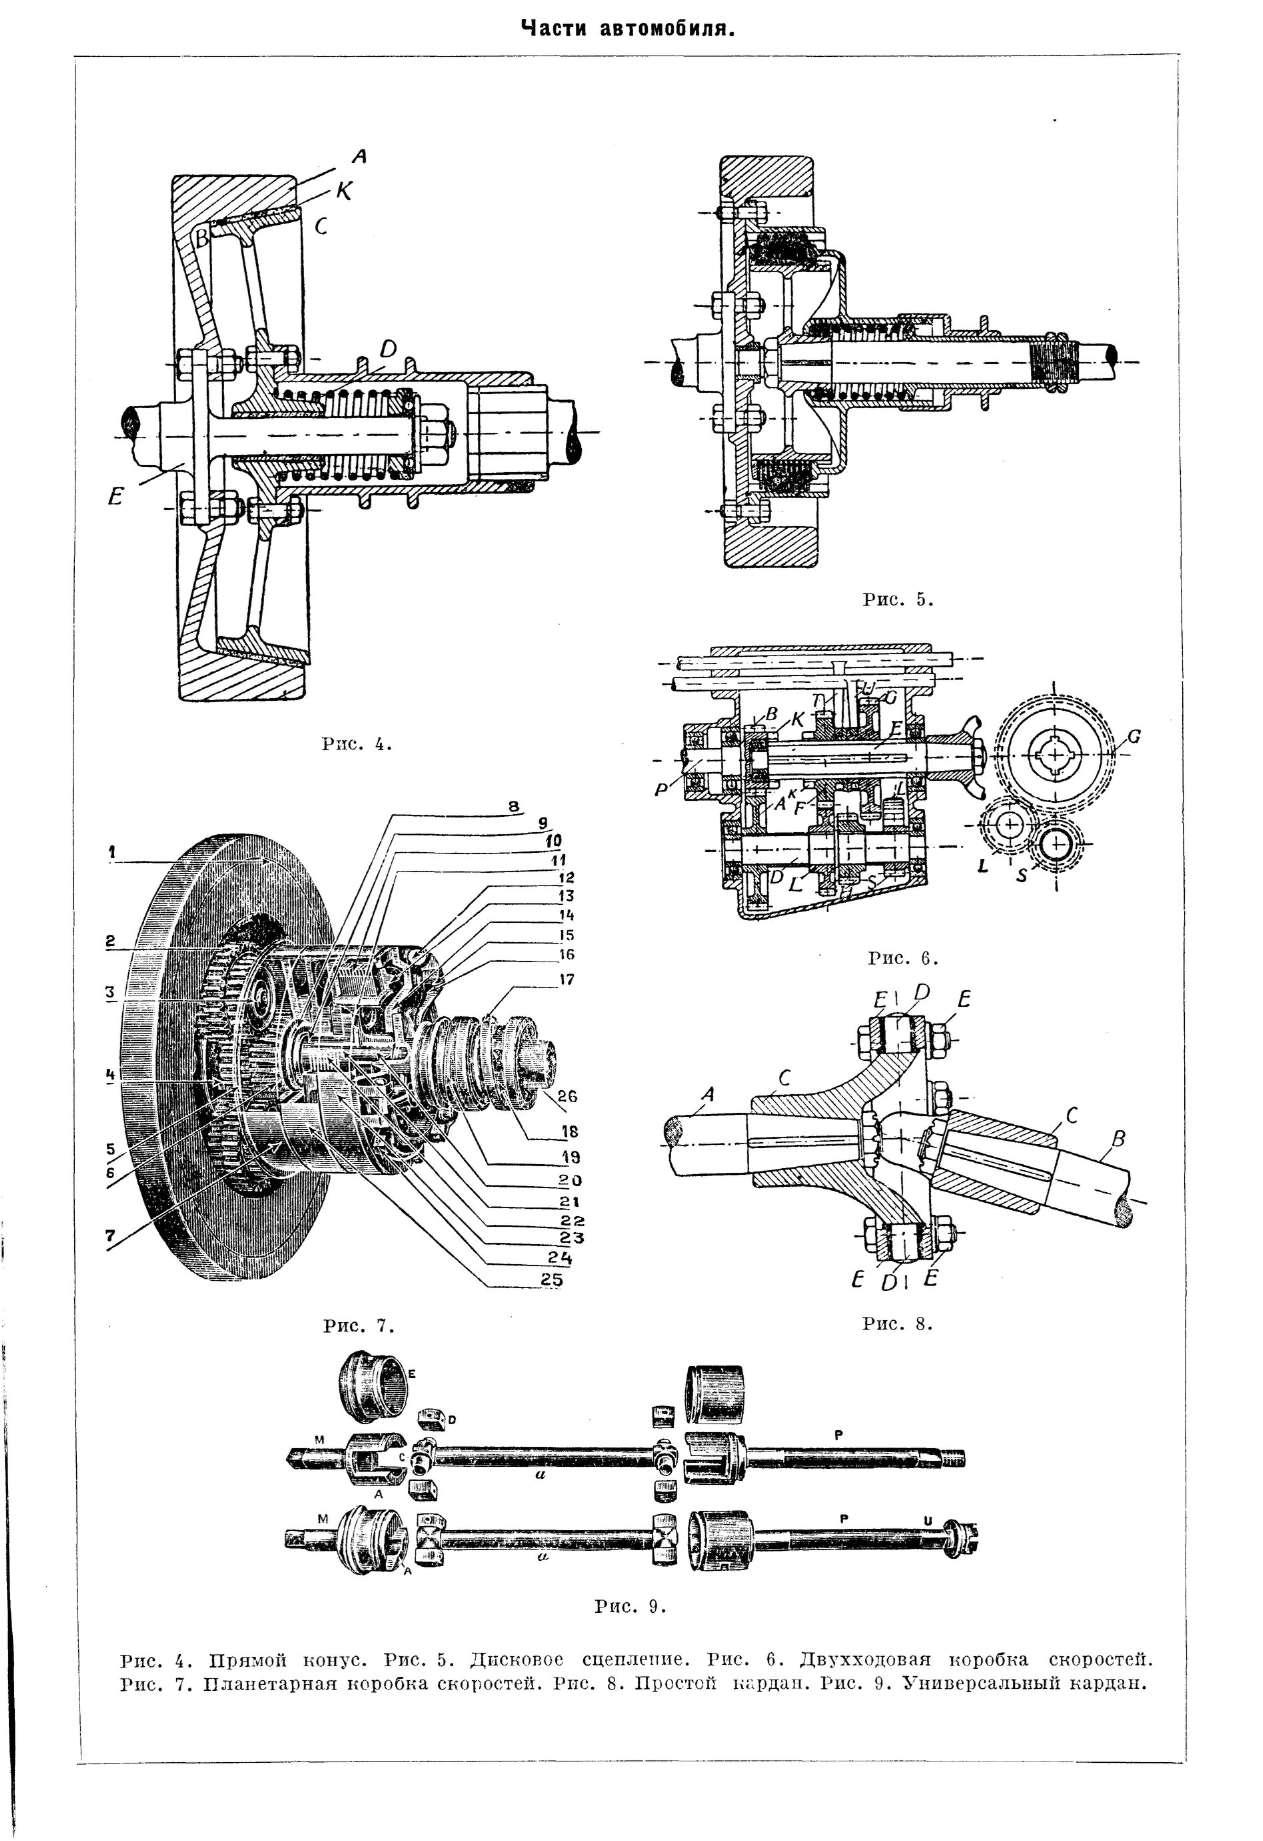 Части автомобиля.
A
K
C
B
D
E
Рис. 4.
Рис. 5.
T
U
G
B
K
E
P
A
K
F
L
D
L'
S
G
L
S
Рис. 6.
1
2
3
4
5
6
7
8
9
10
11
12
13
14
15
16
17
26
18
19
20
21
22
23
24
25
Рис. 7.
E
D
E
C
A
C
B
E
D
E
Рис. 8.
E
D
M
C
A
a
P
M
A
a
P
U
Рис. 9.
Рис. 4. Прямой конус. Рис. 5. Дисковое сцепление. Рис. 6. Двухходовая коробка скоростей.
Рис. 7. Планетарная коробка скоростей. Рис. 8. Простой кардан. Рис. 9. Универсальный кардан.